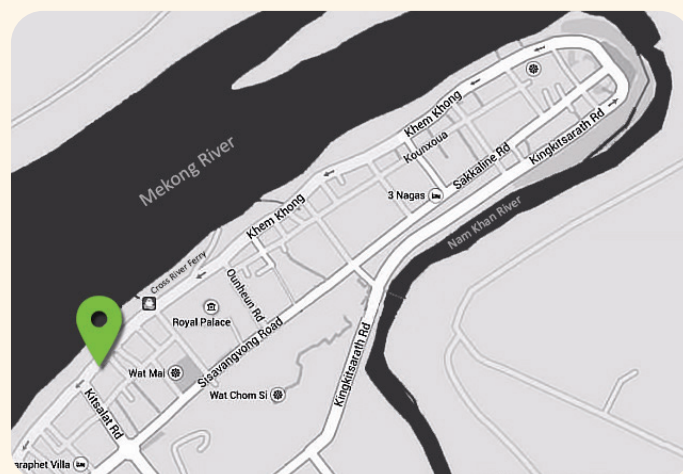 Mekong River
Khem Khong
Kounxoua
Sakkaline Rd
Kingkitsarath Rd
3 Nagas
Nam Khan River
Khem Khong
Cross River Ferry
Ounheun Rd
Royal Palace
Sisavangvong Road
Wat Mai
Wat Chom Si
Kingkitsarath Rd
Kitsalat Rd
araphet Villa